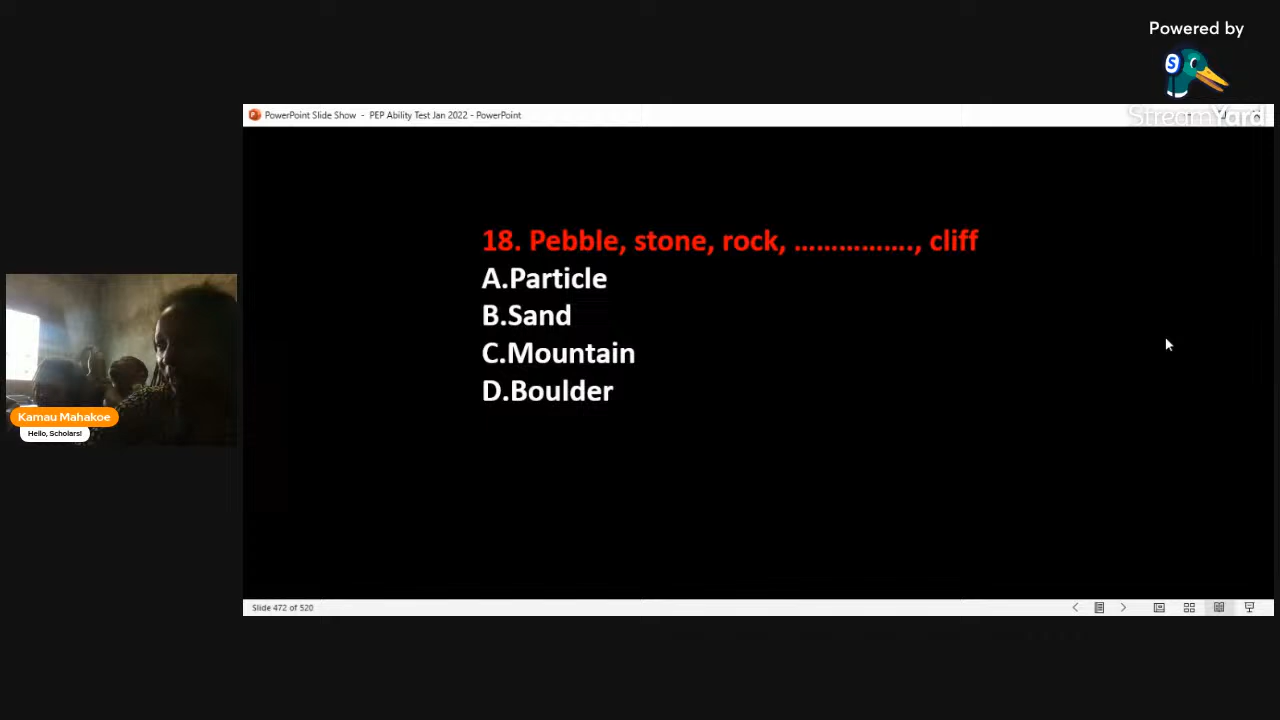 Powered by
S
StreamYard
PowerPoint Slide Show - PEP Ability Test Jan 2022 - PowerPoint
18. Pebble, stone, rock, ................, cliff
A.Particle
B.Sand
C.Mountain
D.Boulder
Kamau Mahakoe
Hello, Scholars!
Slide 472 of 520